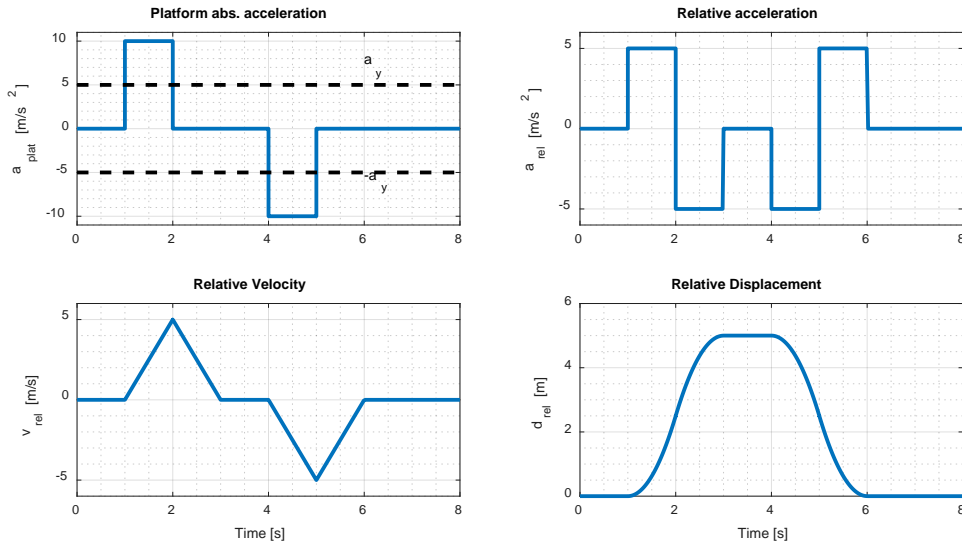 Platform abs. acceleration
10
5
0
-5
-10
a plat [m/s 2]
a y
-a y
0 2 4 6 8
Relative acceleration
5
0
-5
a rel [m/s 2]
0 2 4 6 8
Relative Velocity
5
0
-5
v rel [m/s]
0 2 4 6 8
Time [s]
Relative Displacement
6
4
2
0
d rel [m]
0 2 4 6 8
Time [s]